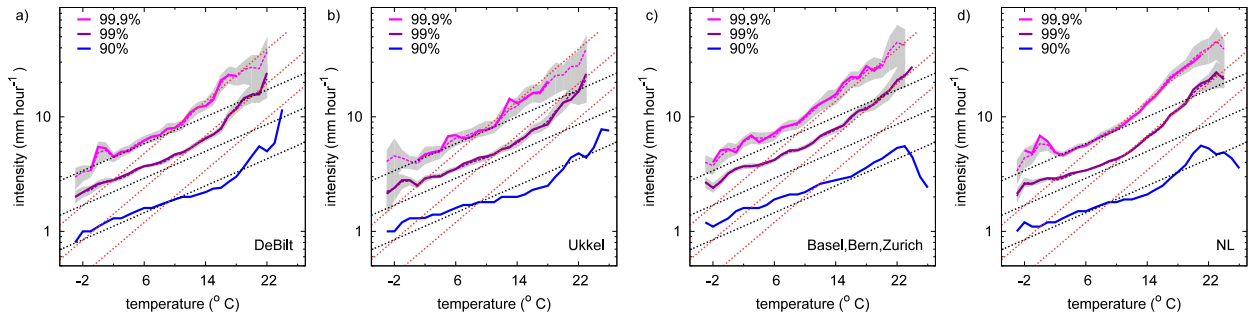 a)
99,9%
99%
90%
intensity (mm hour⁻¹)
10
1
-2
6
14
22
temperature (° C)
DeBilt
b)
99,9%
99%
90%
intensity (mm hour⁻¹)
10
1
-2
6
14
22
temperature (° C)
Ukkel
c)
99,9%
99%
90%
intensity (mm hour⁻¹)
10
1
-2
6
14
22
temperature (° C)
Basel,Bern,Zurich
d)
99,9%
99%
90%
intensity (mm hour⁻¹)
10
1
-2
6
14
22
temperature (° C)
NL